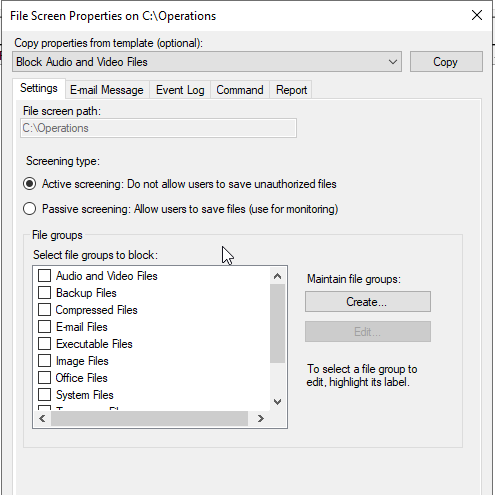 File Screen Properties on C:\Operations
Copy properties from template (optional):
Block Audio and Video Files
Copy
Settings
E-mail Message
Event Log
Command
Report
File screen path:
C:\Operations
Screening type:
Active screening: Do not allow users to save unauthorized files
Passive screening: Allow users to save files (use for monitoring)
File groups
Select file groups to block:
Audio and Video Files
Backup Files
Compressed Files
E-mail Files
Executable Files
Image Files
Office Files
System Files
Maintain file groups:
Create...
Edit...
To select a file group to
edit, highlight its label.